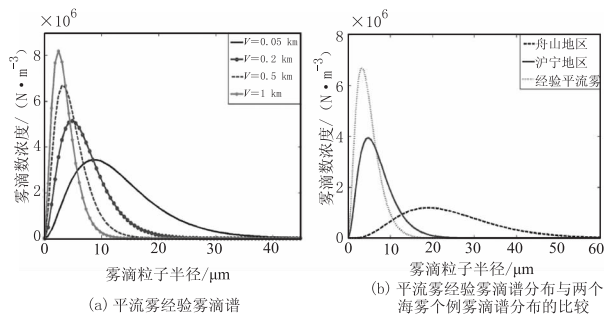 ×10⁶
8
6
4
2
0
0
10
20
30
40
雾滴数浓度/(N·m⁻³)
雾滴粒子半径/μm
V=0.05 km
V=0.2 km
V=0.5 km
V=1 km
(a) 平流雾经验雾滴谱
×10⁶
8
6
4
2
0
0
10
20
30
40
50
60
雾滴数浓度/(N·m⁻³)
雾滴粒子半径/μm
舟山地区
沪宁地区
经验平流雾
(b) 平流雾经验雾滴谱分布与两个
海雾个例雾滴谱分布的比较